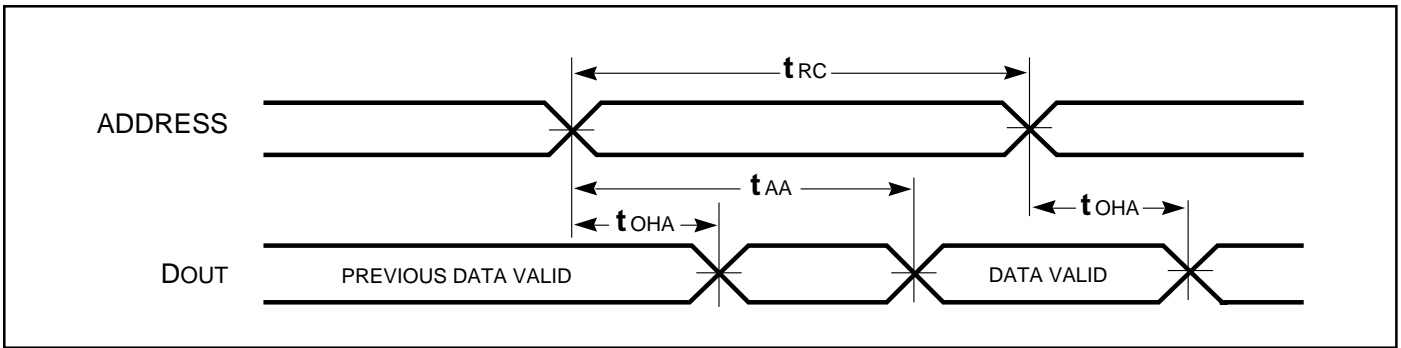 tRC
ADDRESS
tAA
tOHA
tOHA
DOUT
PREVIOUS DATA VALID
DATA VALID